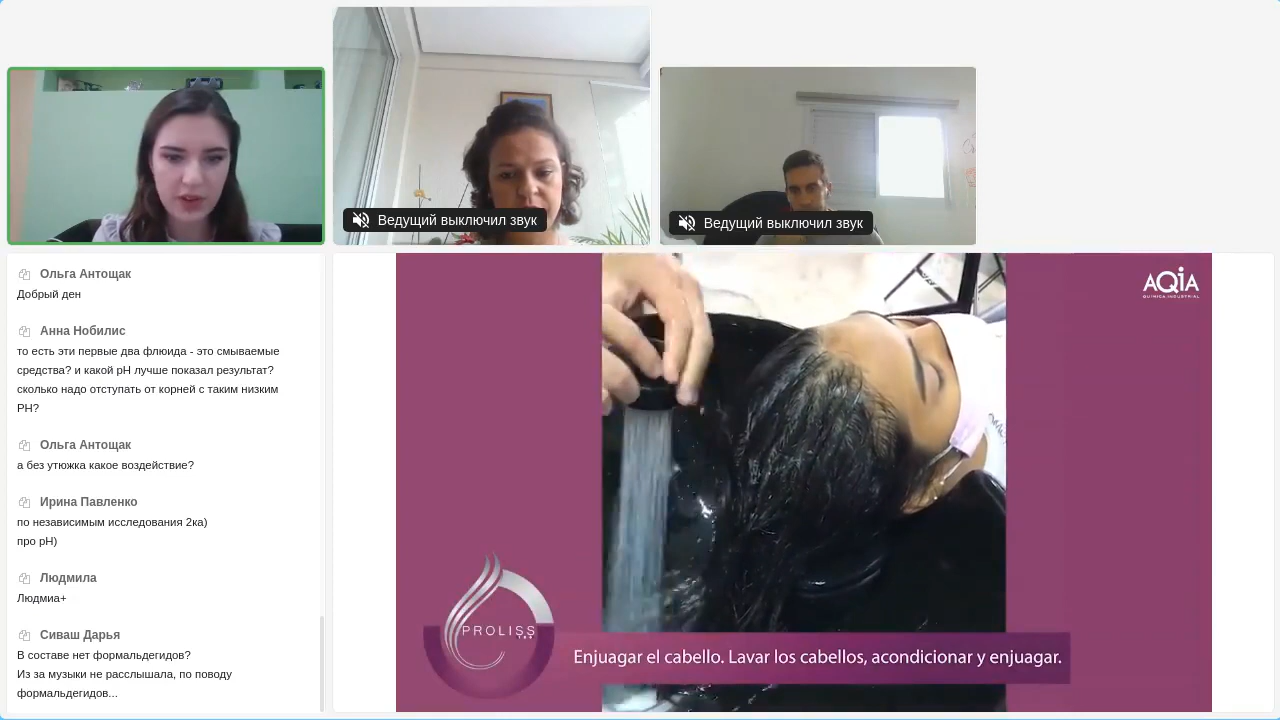 Ведущий выключил звук
Ведущий выключил звук
Ольга Антощак
Добрый ден
Анна Нобилис
то есть эти первые два флюида - это смываемые
средства? и какой pH лучше показал результат?
сколько надо отступать от корней с таким низким
PH?
Ольга Антощак
а без утюжка какое воздействие?
Ирина Павленко
по независимым исследования 2ка)
про pH)
Людмила
Людмиа+
Сиваш Дарья
В составе нет формальдегидов?
Из за музыки не расслышала, по поводу
формальдегидов...
AQIA
QUÍMICA INDUSTRIAL
PROLISS
Enjuagar el cabello. Lavar los cabellos, acondicionar y enjuagar.